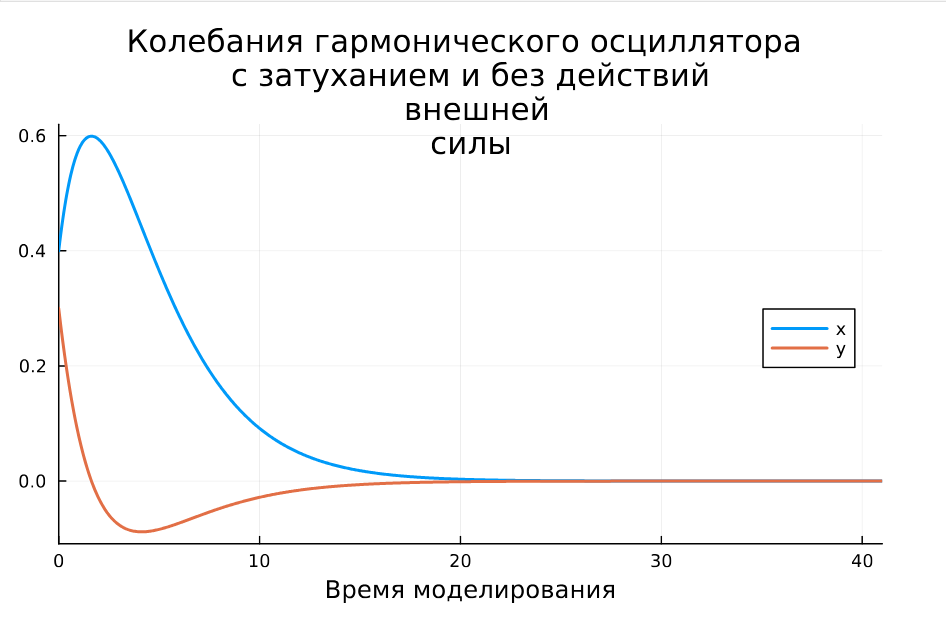 Колебания гармонического осциллятора
с затуханием и без действий
внешней
силы
0.6
0.4
0.2
0.0
x
y
0 10 20 30 40
Время моделирования